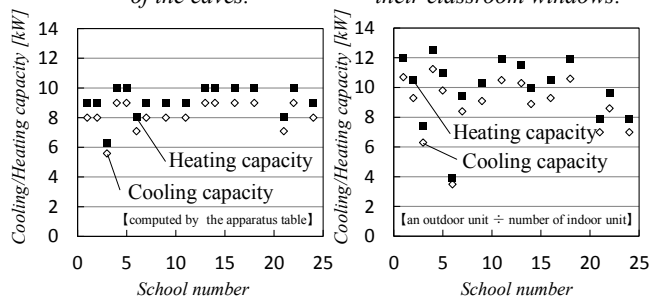 of the eaves.
their classroom windows.
Cooling/Heating capacity [kW]
14
12
10
8
6
4
2
0
Heating capacity
Cooling capacity
【computed by the apparatus table】
0
5
10
15
20
25
School number
Cooling/Heating capacity [kW]
14
12
10
8
6
4
2
0
Heating capacity
Cooling capacity
【an outdoor unit ÷ number of indoor unit】
0
5
10
15
20
25
School number